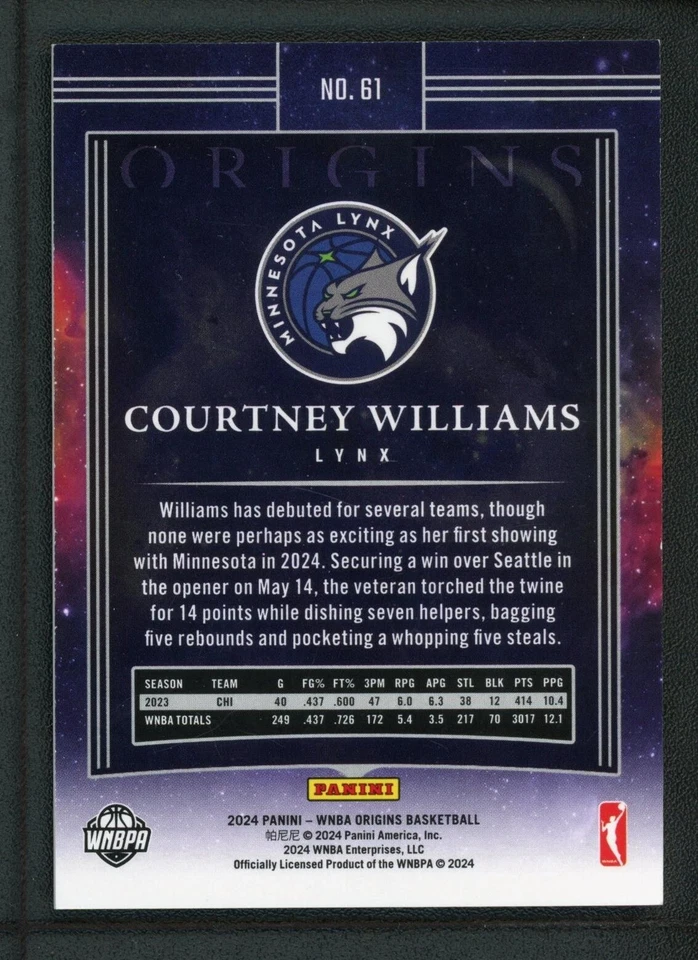 NO. 61
ORIGINS
MINNESOTA LYNX
COURTNEY WILLIAMS
LYNX
Williams has debuted for several teams, though
none were perhaps as exciting as her first showing
with Minnesota in 2024. Securing a win over Seattle in
the opener on May 14, the veteran torched the twine
for 14 points while dishing seven helpers, bagging
five rebounds and pocketing a whopping five steals.
SEASON TEAM G FG% FT% 3PM RPG APG STL BLK PTS PPG
2023 CHI 40 .437 .600 47 6.0 6.3 38 12 414 10.4
WNBA TOTALS 249 .437 .726 172 5.4 3.5 217 70 3017 12.1
PANINI
2024 PANINI – WNBA ORIGINS BASKETBALL
帕尼尼 © 2024 Panini America, Inc.
2024 WNBA Enterprises, LLC
Officially Licensed Product of the WNBPA © 2024
WNBPA